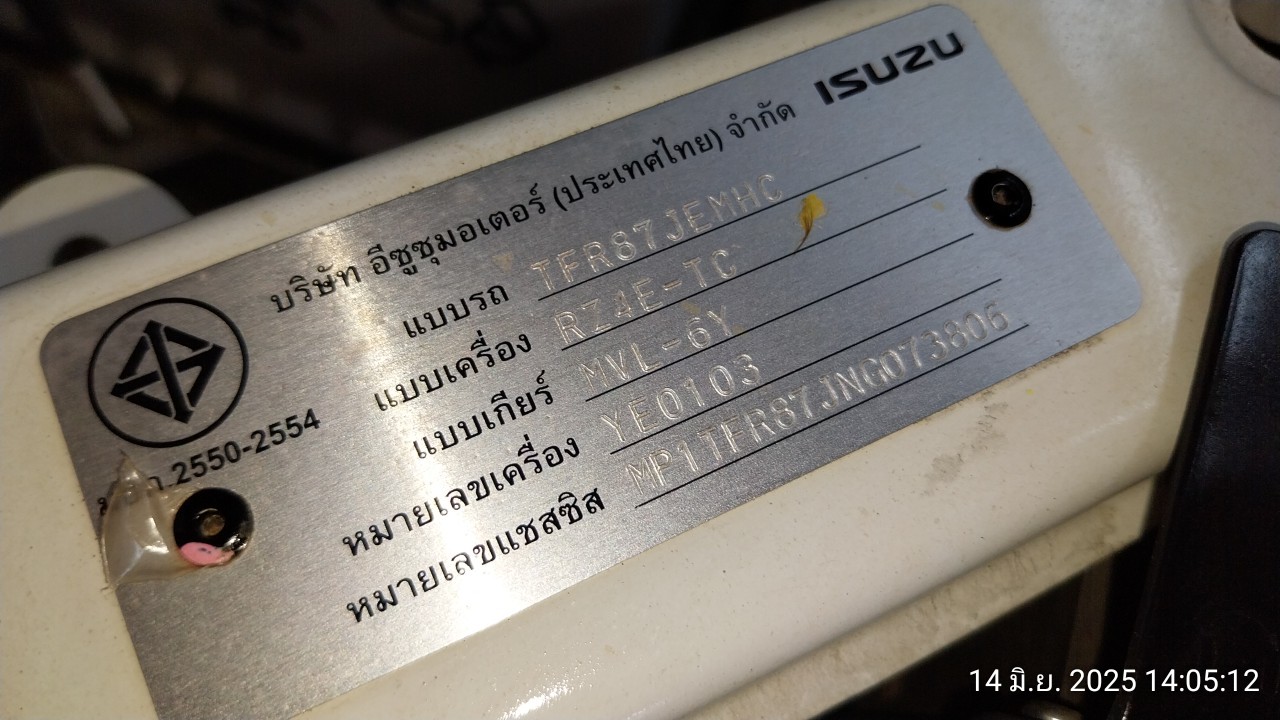 ISUZU
บริษัท อีซูซุมอเตอร์ (ประเทศไทย) จำกัด
แบบรถ TFR87JEMHC
แบบเครื่อง RZ4E-TC
แบบเกียร์ MVL-6Y
หมายเลขเครื่อง YE0103
หมายเลขแชสซิส MP1TFR87JNG073806
2550-2554
14 มิ.ย. 2025 14:05:12